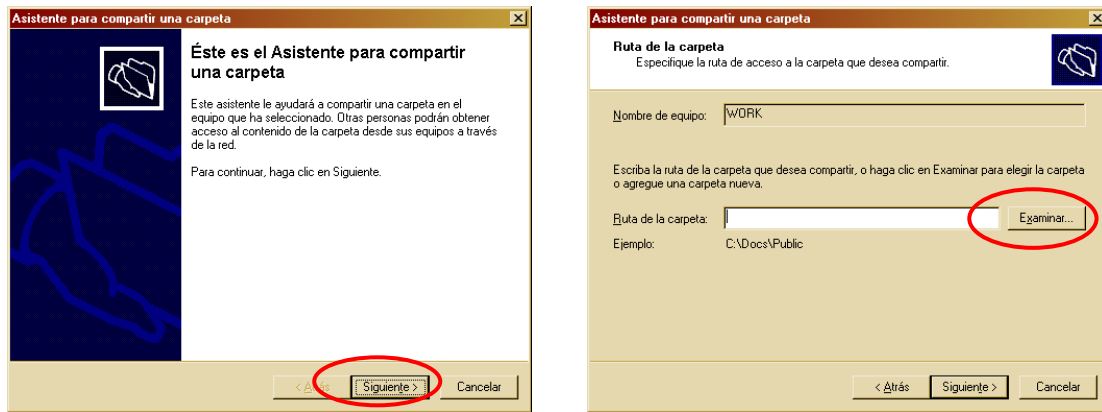 Asistente para compartir una carpeta
Éste es el Asistente para compartir
una carpeta
Este asistente le ayudará a compartir una carpeta en el
equipo que ha seleccionado. Otras personas podrán obtener
acceso al contenido de la carpeta desde sus equipos a través
de la red.
Para continuar, haga clic en Siguiente.
< Atrás
Siguiente >
Cancelar
Asistente para compartir una carpeta
Ruta de la carpeta
Especifique la ruta de acceso a la carpeta que desea compartir.
Nombre de equipo:
WORK
Escriba la ruta de la carpeta que desea compartir, o haga clic en Examinar para elegir la carpeta
o agregue una carpeta nueva.
Ruta de la carpeta:
Examinar...
Ejemplo:
C:\Docs\Public
< Atrás
Siguiente >
Cancelar